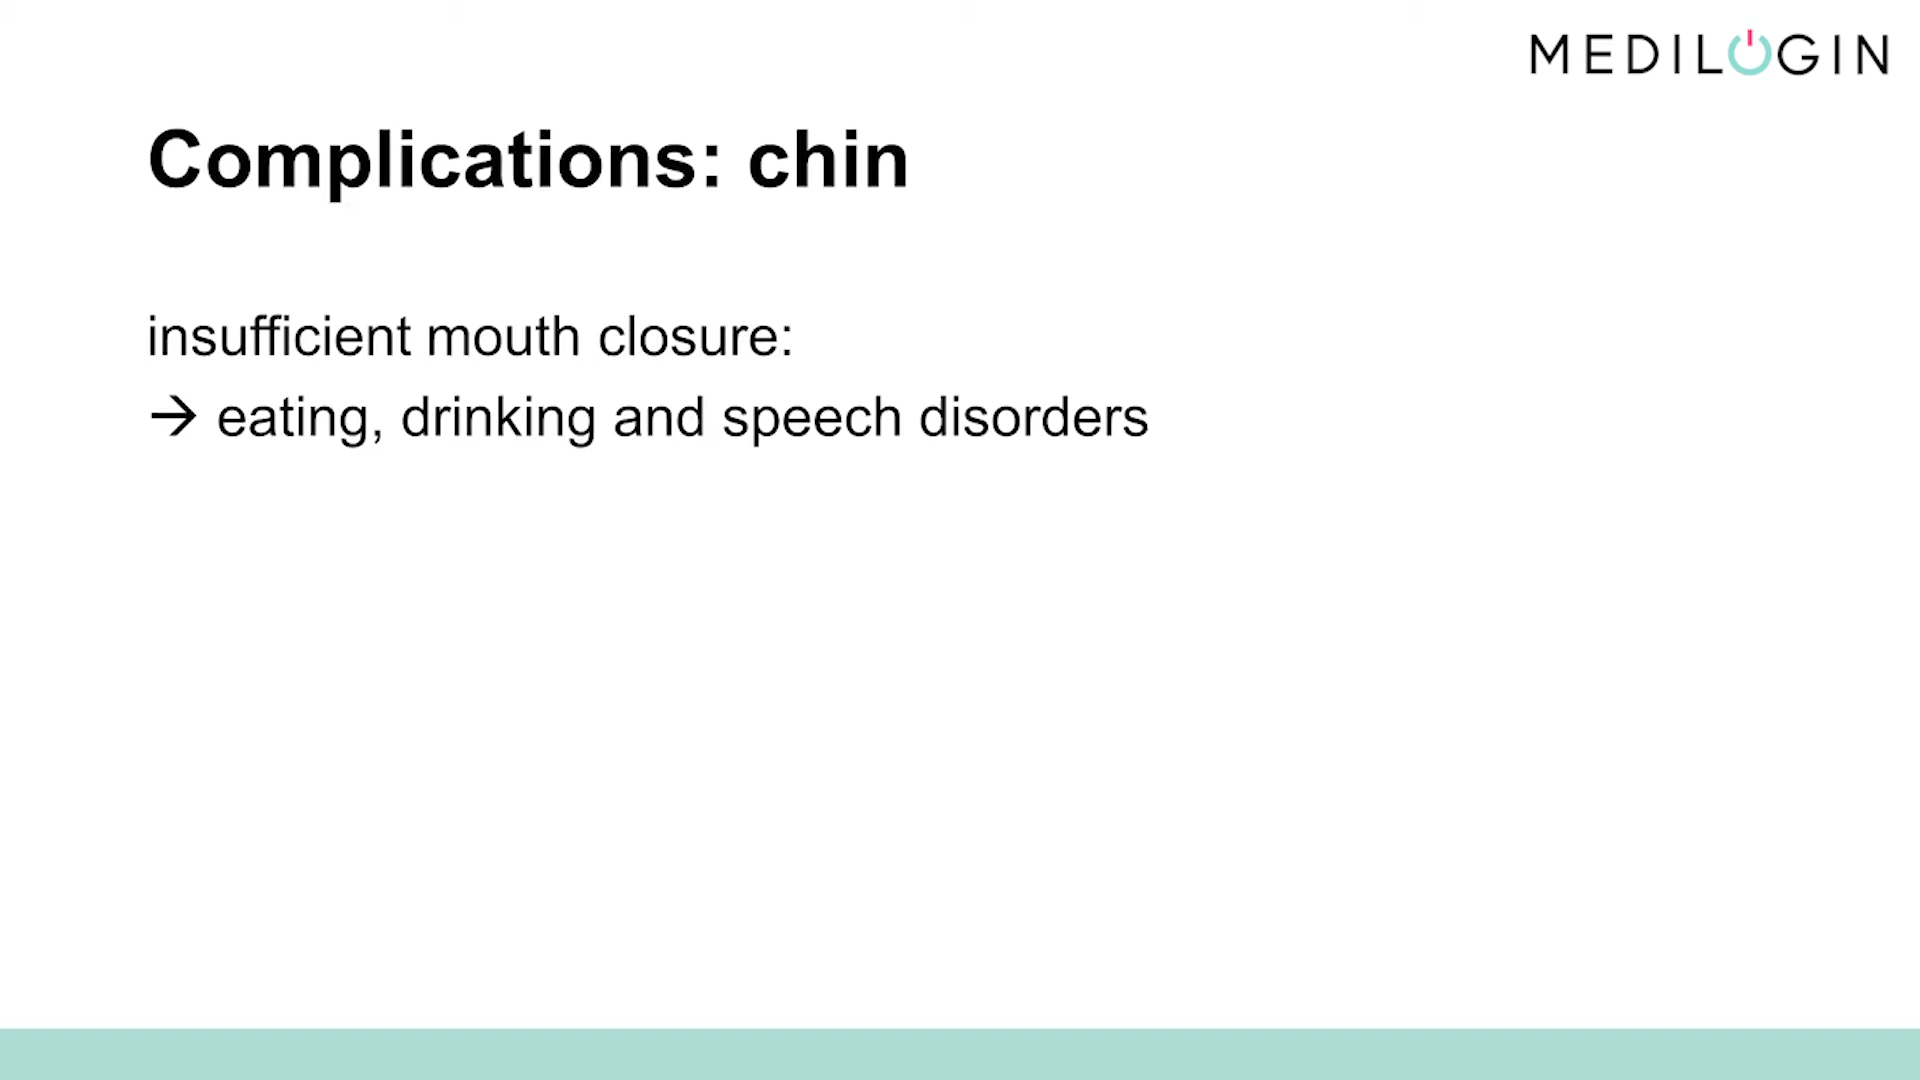 MEDILOGIN
Complications: chin
insufficient mouth closure:
→ eating, drinking and speech disorders